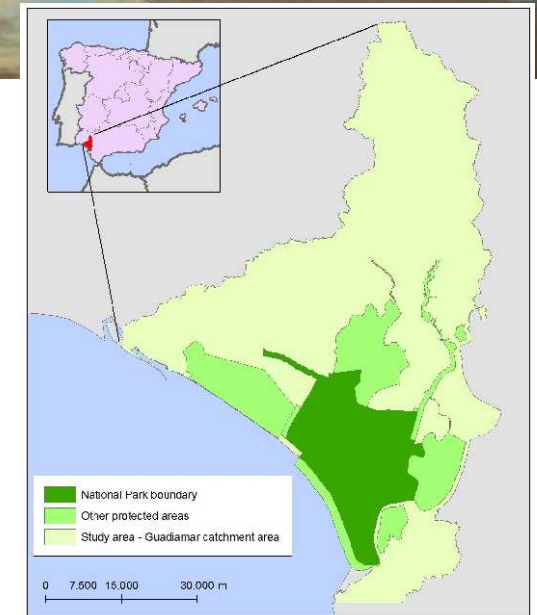 National Park boundary
Other protected areas
Study area - Guadiamar catchment area
0 7.500 15.000 30.000 m